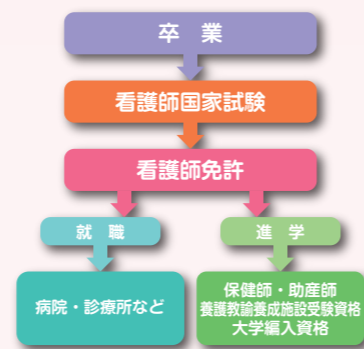 卒 業
看護師国家試験
看護師免許
就 職
進 学
病院・診療所など
保健師・助産師
養護教諭養成施設受験資格
大学編入資格